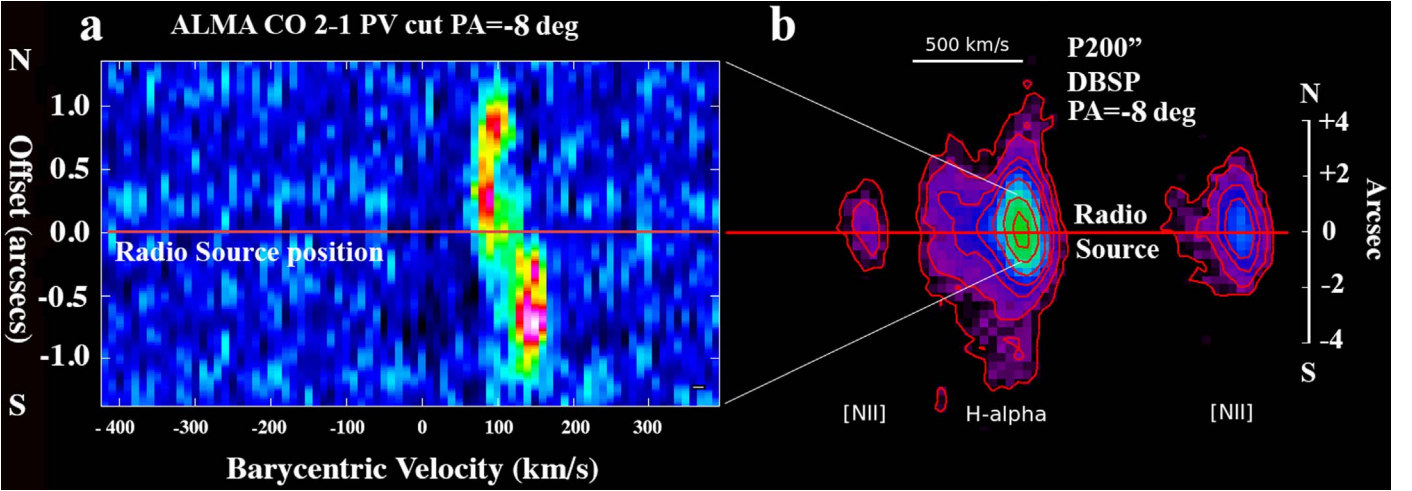 a
ALMA CO 2-1 PV cut PA=-8 deg
N
Offset (arcsecs)
S
1.0
0.5
0.0
-0.5
-1.0
Radio Source position
- 400
-300
-200
-100
0
100
200
300
Barycentric Velocity (km/s)
b
500 km/s
P200”
DBSP
PA=-8 deg
Radio
Source
N
+4
+2
0
-2
-4
S
Arcsec
[NII]
H-alpha
[NII]